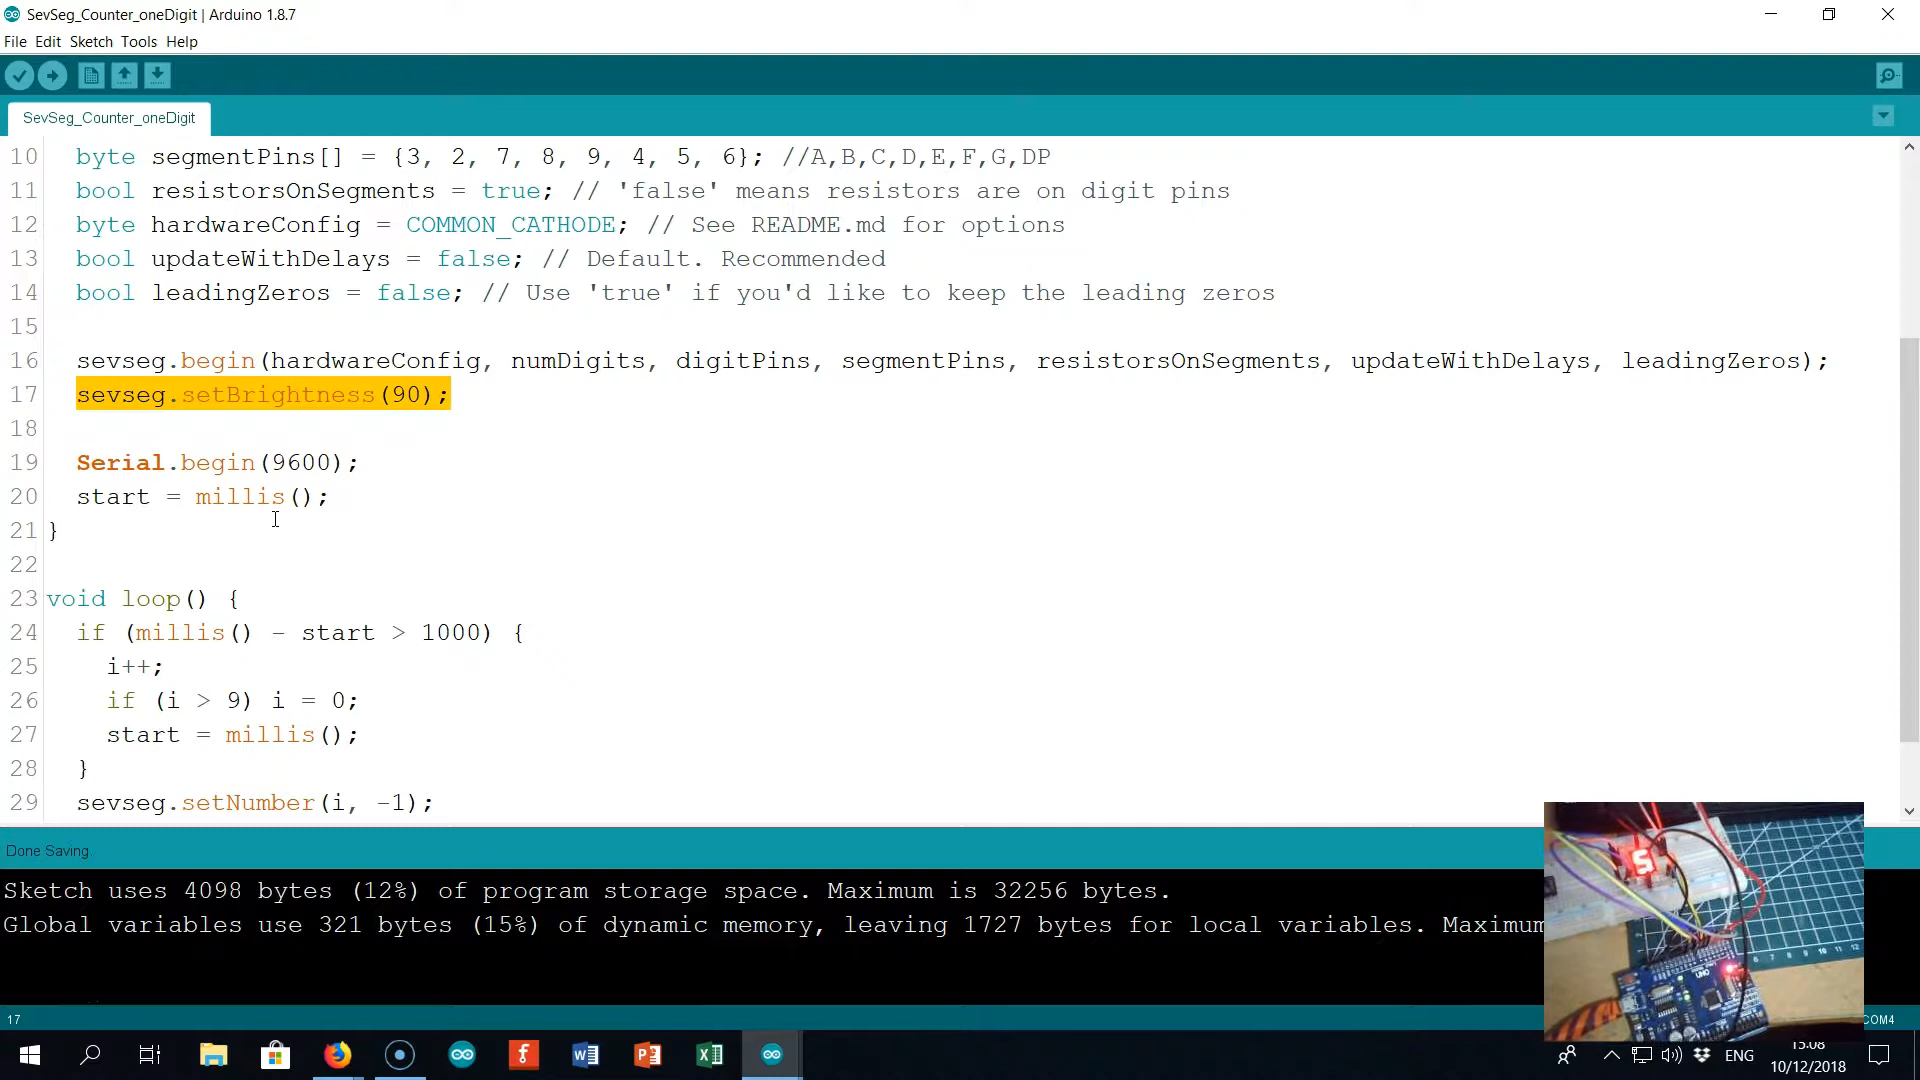 SevSeg_Counter_oneDigit | Arduino 1.8.7
File Edit Sketch Tools Help
SevSeg_Counter_oneDigit
10 byte segmentPins[] = {3, 2, 7, 8, 9, 4, 5, 6}; //A,B,C,D,E,F,G,DP
11 bool resistorsOnSegments = true; // 'false' means resistors are on digit pins
12 byte hardwareConfig = COMMON_CATHODE; // See README.md for options
13 bool updateWithDelays = false; // Default. Recommended
14 bool leadingZeros = false; // Use 'true' if you'd like to keep the leading zeros
15
16 sevseg.begin(hardwareConfig, numDigits, digitPins, segmentPins, resistorsOnSegments, updateWithDelays, leadingZeros);
17 sevseg.setBrightness(90);
18
19 Serial.begin(9600);
20 start = millis();
21 }
22
23 void loop() {
24 if (millis() - start > 1000) {
25 i++;
26 if (i > 9) i = 0;
27 start = millis();
28 }
29 sevseg.setNumber(i, -1);
Done Saving.
Sketch uses 4098 bytes (12%) of program storage space. Maximum is 32256 bytes.
Global variables use 321 bytes (15%) of dynamic memory, leaving 1727 bytes for local variables. Maximum
5
UNO
17
COM4
ENG
15:08
10/12/2018